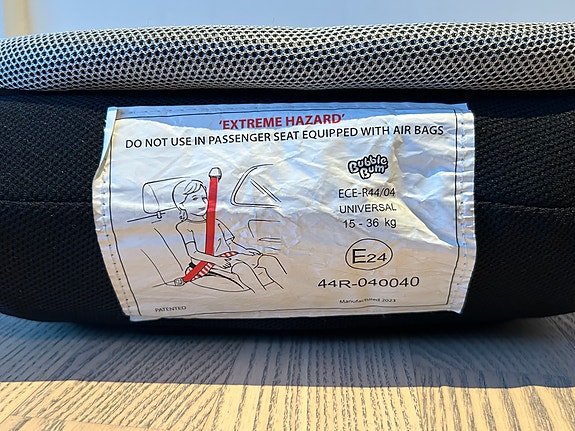 'EXTREME HAZARD'
DO NOT USE IN PASSENGER SEAT EQUIPPED WITH AIR BAGS
Bubble
Bum
ECE-R44/04
UNIVERSAL
15 - 36 kg
E24
44R-040040
Manufactured 2023
PATENTED